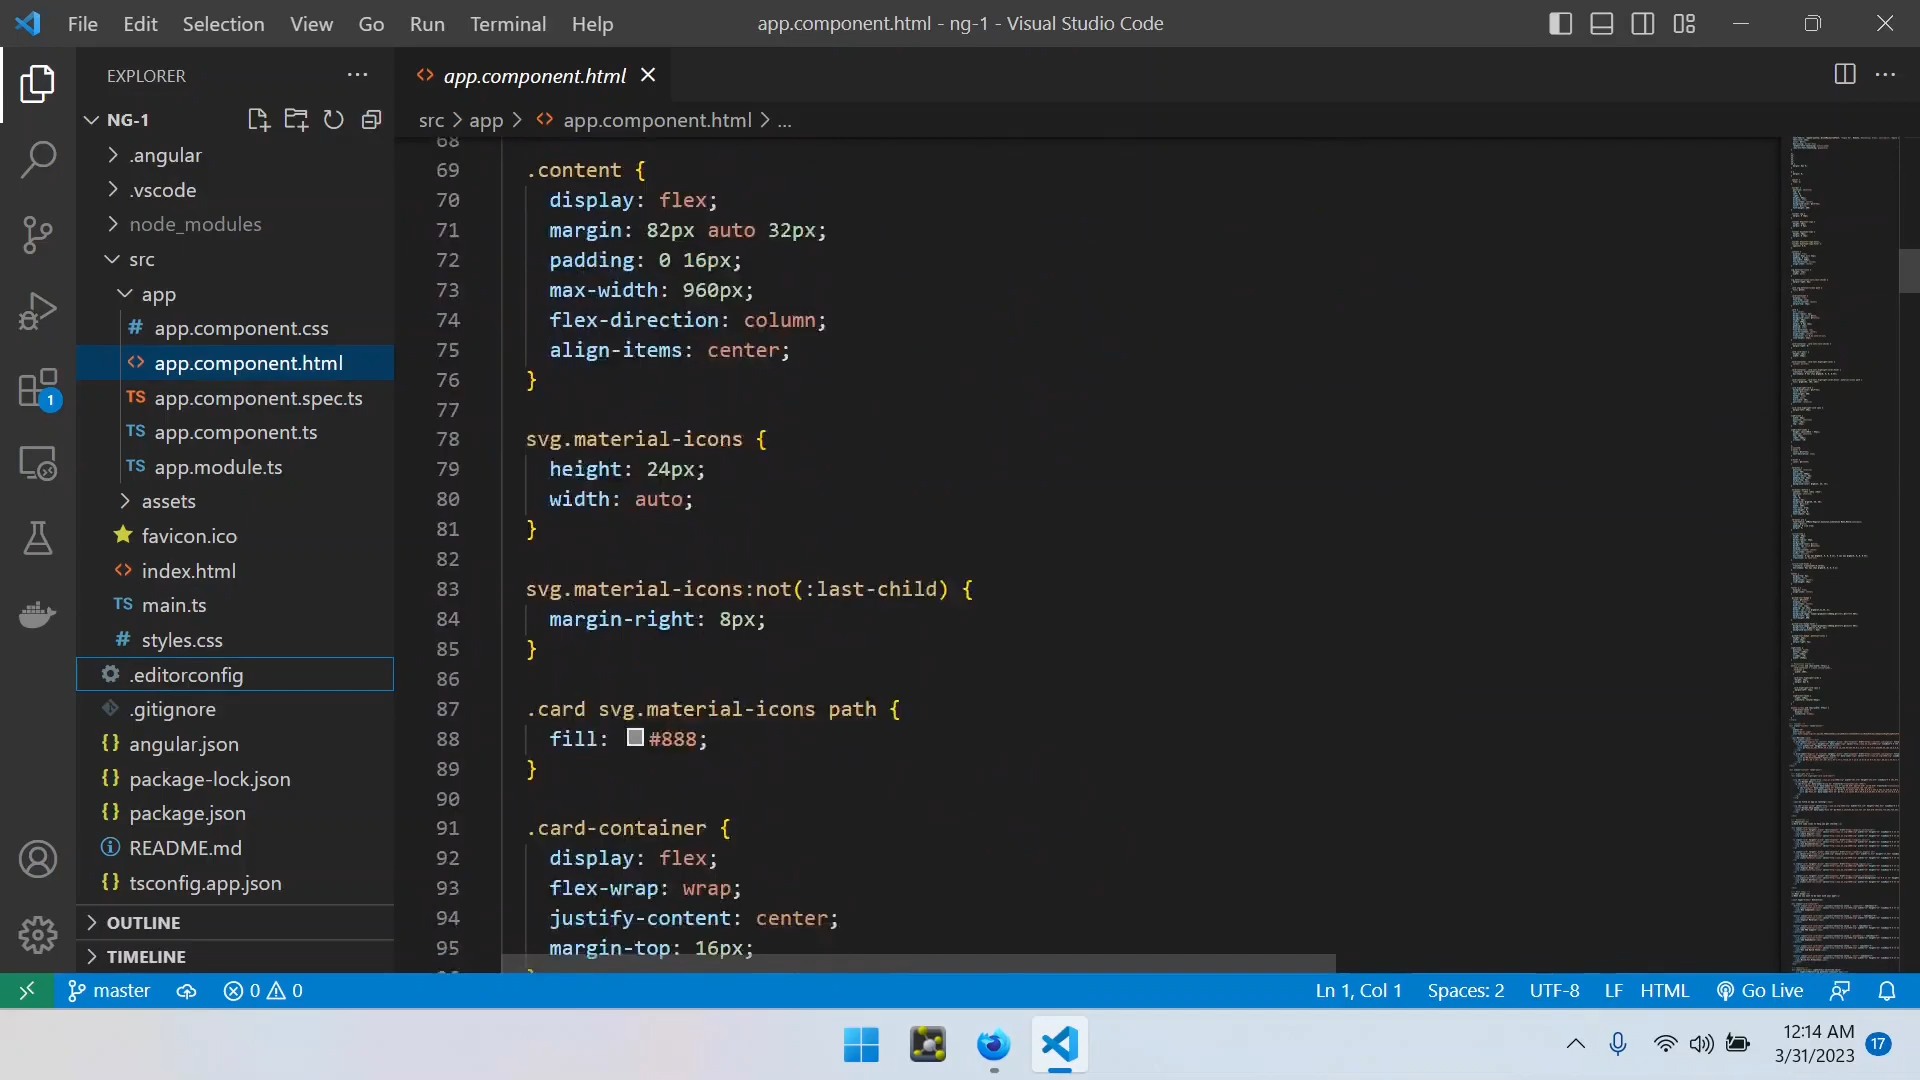 File Edit Selection View Go Run Terminal Help
app.component.html - ng-1 - Visual Studio Code
EXPLORER
NG-1
.angular
.vscode
node_modules
src
app
# app.component.css
<> app.component.html
TS app.component.spec.ts
TS app.component.ts
TS app.module.ts
assets
favicon.ico
<> index.html
TS main.ts
# styles.css
.editorconfig
.gitignore
{} angular.json
{} package-lock.json
{} package.json
README.md
{} tsconfig.app.json
OUTLINE
TIMELINE
1
<> app.component.html
src > app > <> app.component.html > ...
68
69 .content {
70 display: flex;
71 margin: 82px auto 32px;
72 padding: 0 16px;
73 max-width: 960px;
74 flex-direction: column;
75 align-items: center;
76 }
77
78 svg.material-icons {
79 height: 24px;
80 width: auto;
81 }
82
83 svg.material-icons:not(:last-child) {
84 margin-right: 8px;
85 }
86
87 .card svg.material-icons path {
88 fill: #888;
89 }
90
91 .card-container {
92 display: flex;
93 flex-wrap: wrap;
94 justify-content: center;
95 margin-top: 16px;
master 0 0
Ln 1, Col 1 Spaces: 2 UTF-8 LF HTML Go Live
12:14 AM
3/31/2023
17